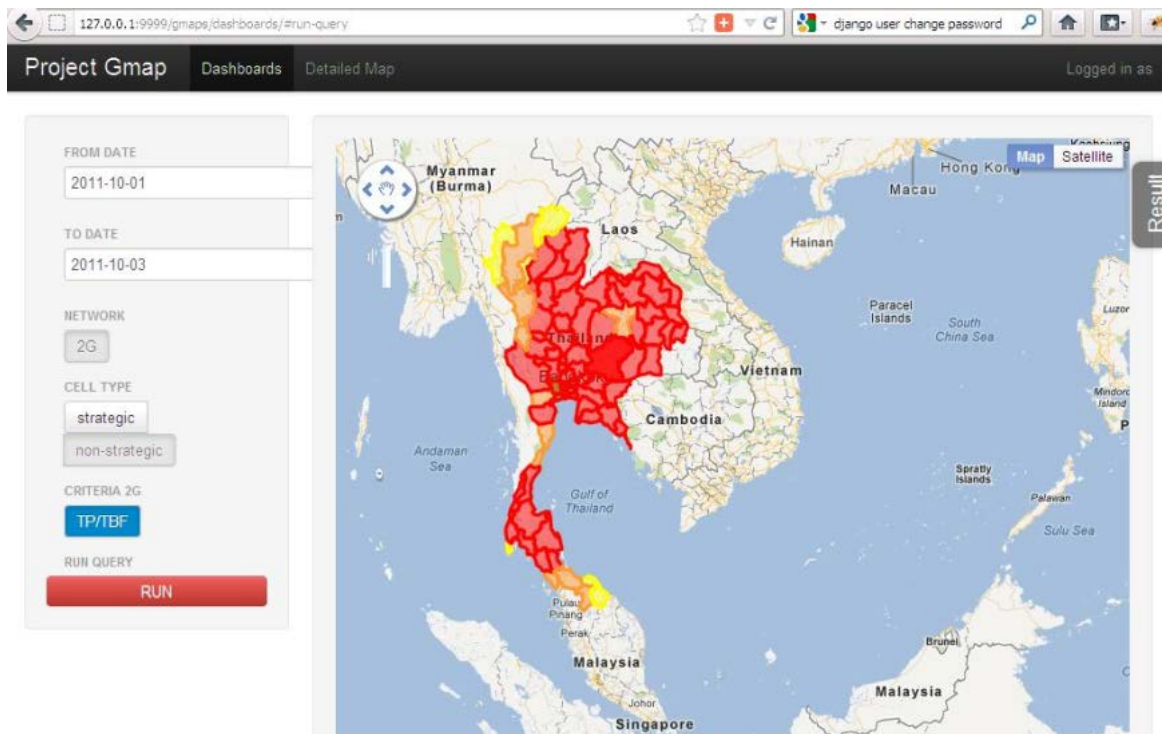 127.0.0.1:9999/gmaps/dashboards/#run-query
django user change password
Project Gmap
Dashboards
Detailed Map
Logged in as
FROM DATE
2011-10-01
TO DATE
2011-10-03
NETWORK
2G
CELL TYPE
strategic
non-strategic
CRITERIA 2G
TP/TBF
RUN QUERY
RUN
Map
Satellite
Result
Myanmar
(Burma)
Hong Kong
Macau
Laos
Hainan
Paracel
Islands
South
China Sea
Luzon
Thailand
Vietnam
Mindoro
Island
Cambodia
Andaman
Sea
Gulf of
Thailand
Spratly
Islands
Palawan
Sulu Sea
Pulau
Pinang
Perak
Brunei
Malaysia
Malaysia
Johor
Singapore